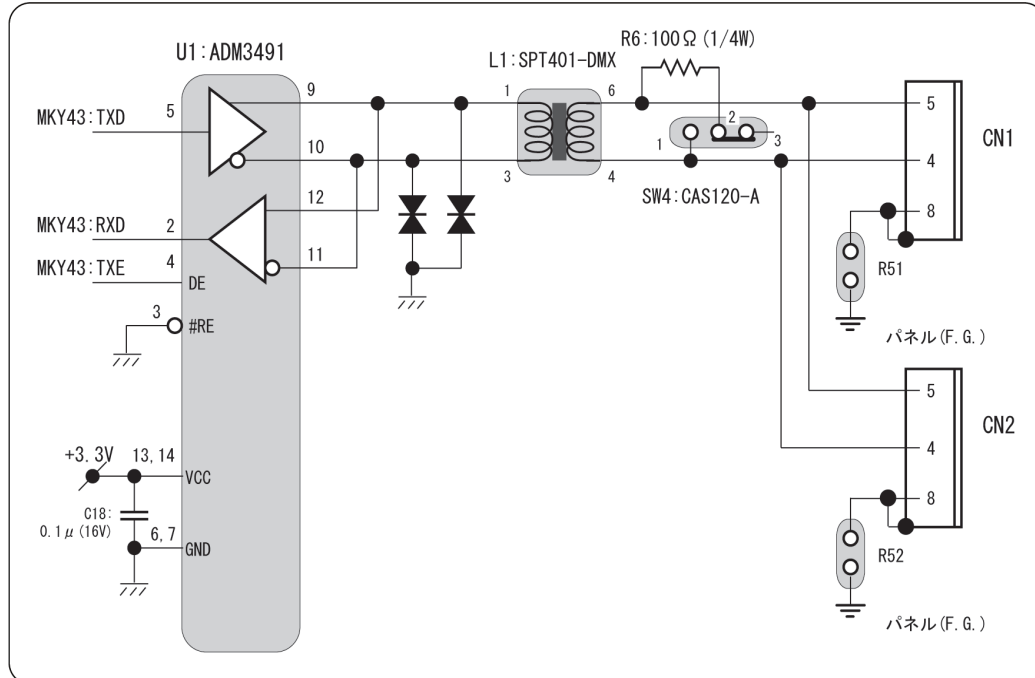 U1:ADM3491
MKY43:TXD
5
9
10
MKY43:RXD
2
12
11
MKY43:TXE
4
DE
3
#RE
+3.3V
13,14
VCC
C18:
0.1μ(16V)
6,7
GND
L1:SPT401-DMX
1
6
3
4
R6:100Ω(1/4W)
1
2
3
SW4:CAS120-A
5
4
8
CN1
R51
パネル(F.G.)
5
4
8
CN2
R52
パネル(F.G.)